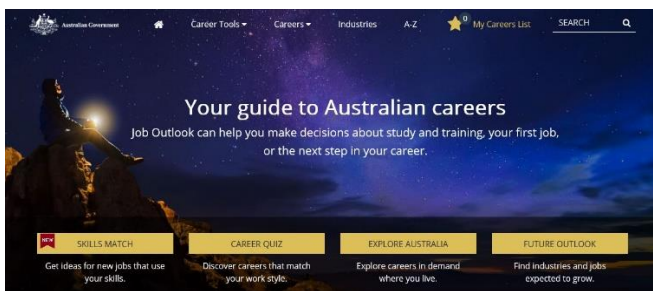 Australian Government
Career Tools
Careers
Industries
A-Z
0
My Careers List
SEARCH
Your guide to Australian careers
Job Outlook can help you make decisions about study and training, your first job,
or the next step in your career.
NEW
SKILLS MATCH
CAREER QUIZ
EXPLORE AUSTRALIA
FUTURE OUTLOOK
Get ideas for new jobs that use
your skills.
Discover careers that match
your work style.
Explore careers in demand
where you live.
Find industries and jobs
expected to grow.